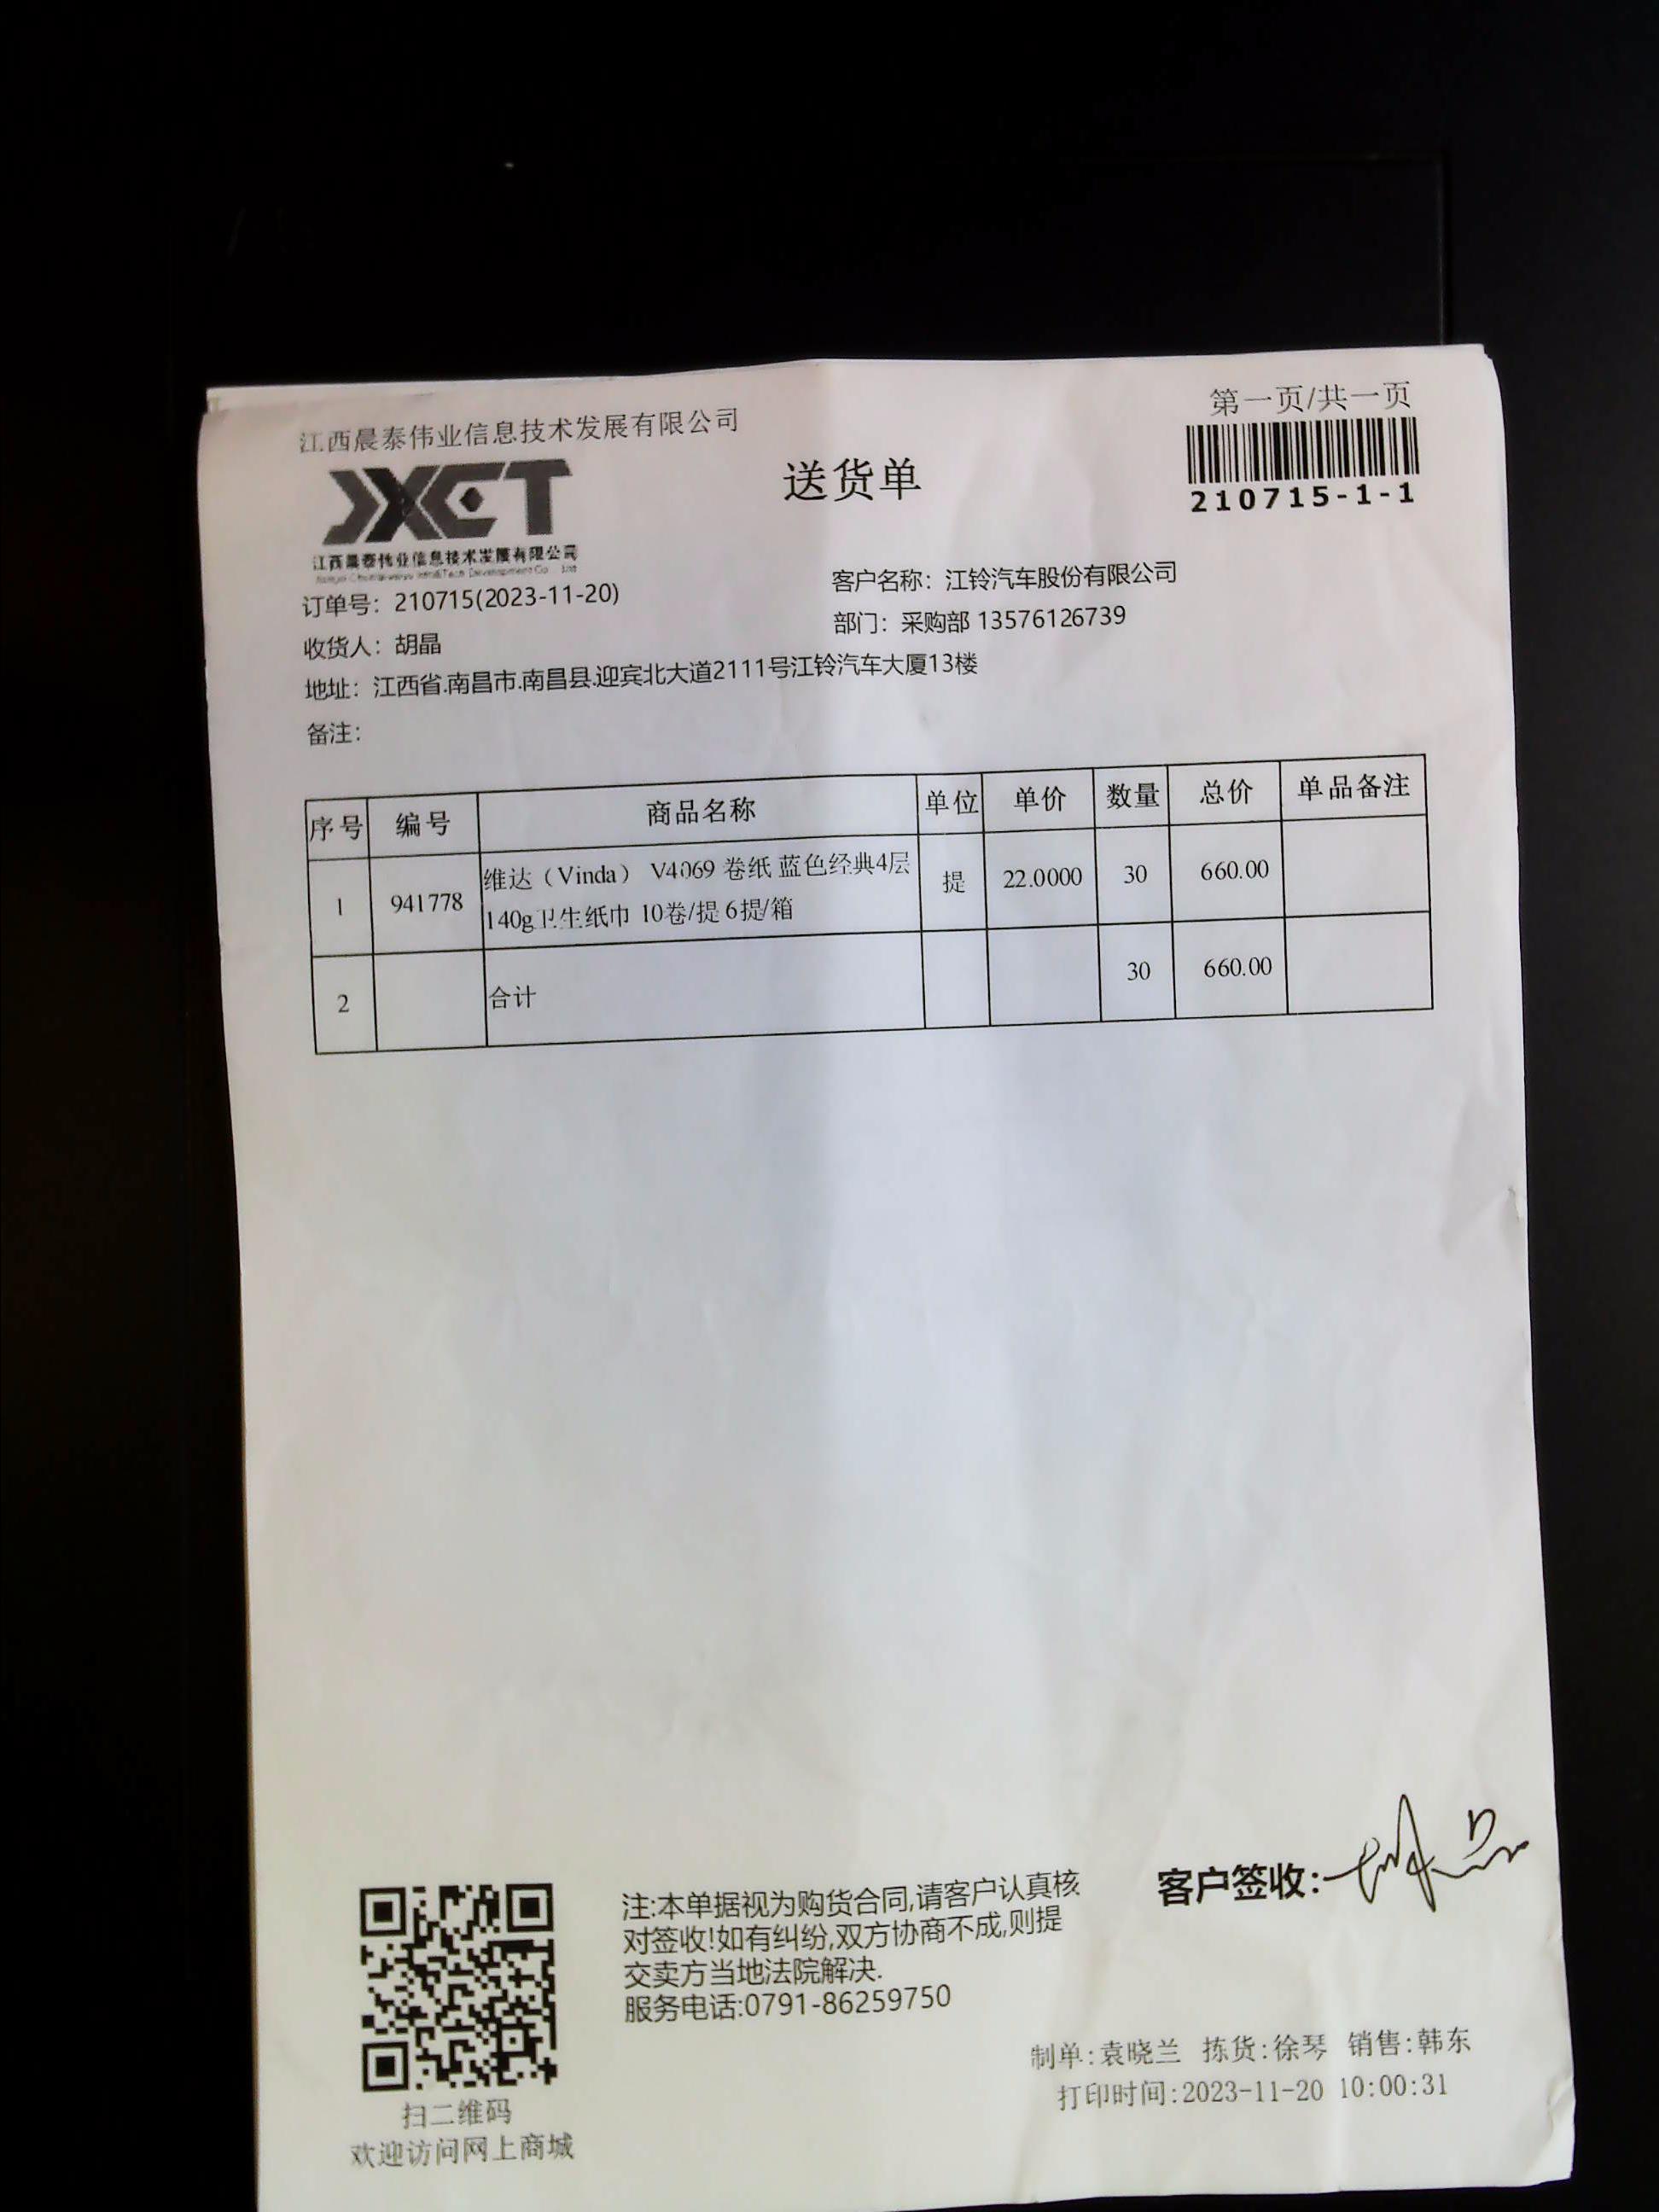 第一页/共一页
江西晨泰伟业信息技术发展有限公司
JXCT
送货单
210715-1-1
江西晨泰伟业信息技术发展有限公司
订单号：210715(2023-11-20)
客户名称：江铃汽车股份有限公司
收货人：胡晶
部门：采购部 13576126739
地址：江西省.南昌市.南昌县.迎宾北大道2111号江铃汽车大厦13楼
备注：
序号 编号 商品名称 单位 单价 数量 总价 单品备注
1 941778 维达（Vinda） V4069 卷纸 蓝色经典4层 提 22.0000 30 660.00
140g卫生纸巾 10卷/提 6提/箱
2 合计 30 660.00
客户签收:
注:本单据视为购货合同,请客户认真核
对签收!如有纠纷,双方协商不成,则提
交卖方当地法院解决.
服务电话:0791-86259750
制单:袁晓兰 拣货:徐琴 销售:韩东
打印时间:2023-11-20 10:00:31
扫二维码
欢迎访问网上商城